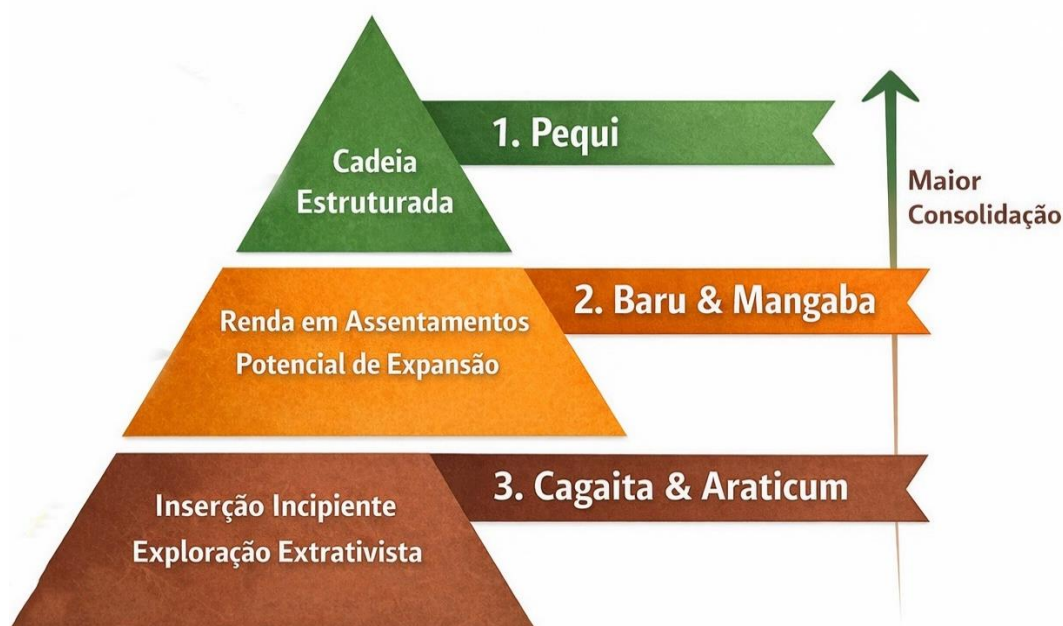 Cadeia
Estruturada
1. Pequi
Maior
Consolidação
Renda em Assentamentos
Potencial de Expansão
2. Baru & Mangaba
Inserção Incipiente
Exploração Extrativista
3. Cagaita & Araticum